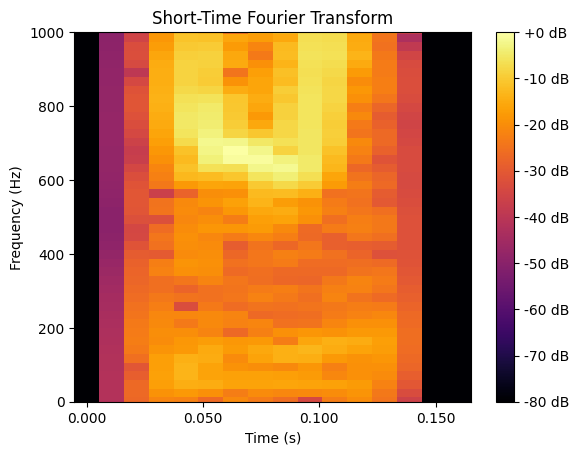 Short-Time Fourier Transform
1000
800
600
400
200
0
Frequency (Hz)
0.000
0.050
0.100
0.150
Time (s)
+0 dB
-10 dB
-20 dB
-30 dB
-40 dB
-50 dB
-60 dB
-70 dB
-80 dB